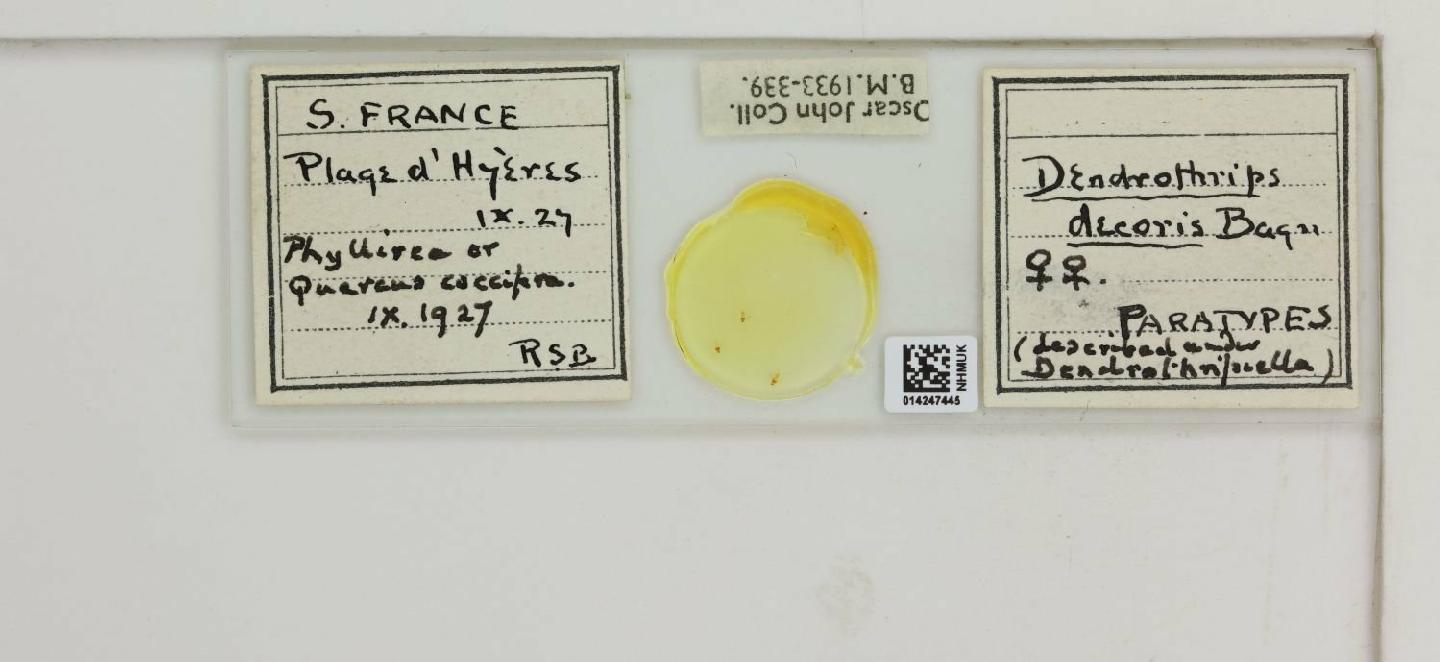 S. FRANCE
Plage d'Hyères
IX. 27
Phyllirea or
Quercus coccifera.
IX. 1927
RSB
Oscar John Coll.
B.M.1933-339.
NHMUK
014247445
Dendrothrips
decoris Bagn
♀♀.
PARATYPES
(described under
Dendrothripiella)